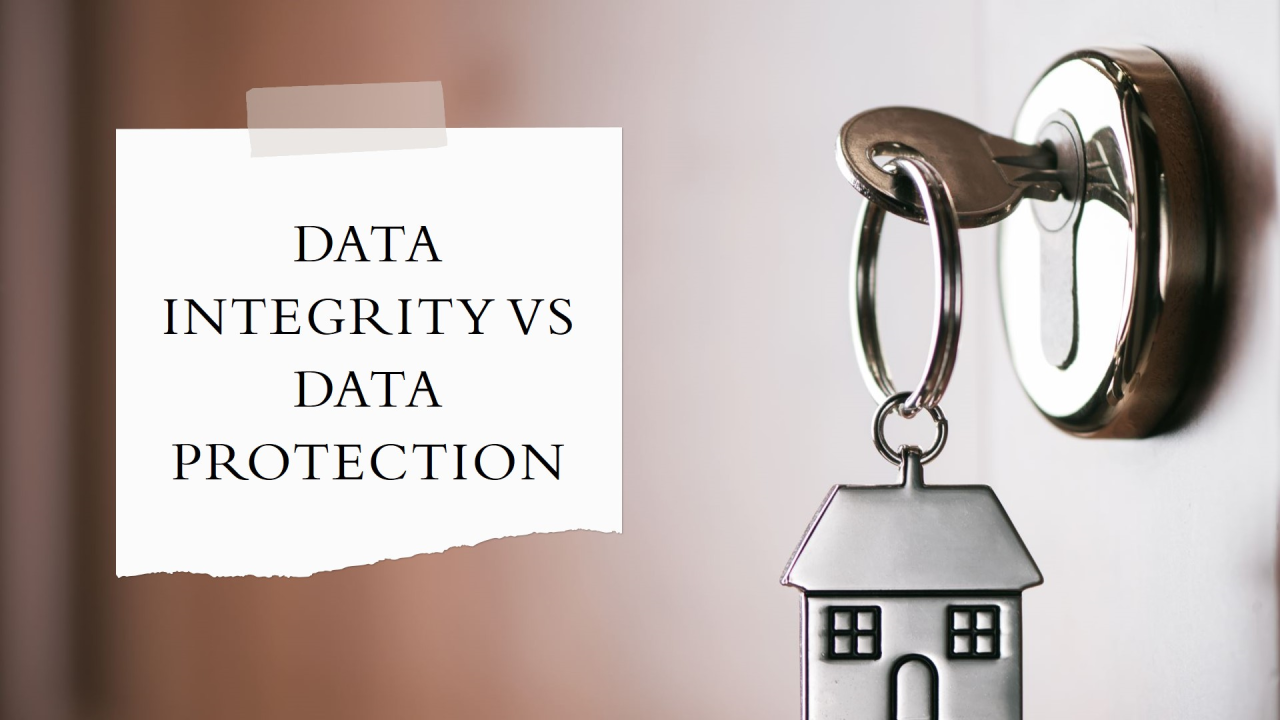 DATA
INTEGRITY VS
DATA
PROTECTION